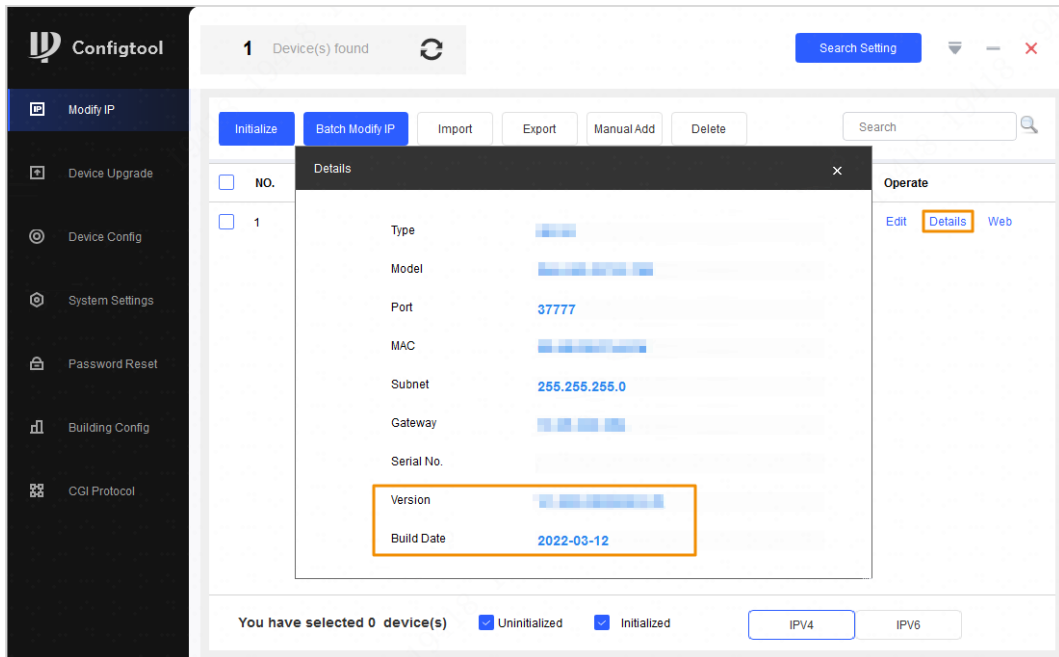 Configtool
1 Device(s) found
Search Setting
Modify IP
Device Upgrade
Device Config
System Settings
Password Reset
Building Config
CGI Protocol
Initialize
Batch Modify IP
Import
Export
Manual Add
Delete
Search
NO.
Operate
1
Edit Details Web
Details
Type
Model
Port 37777
MAC
Subnet 255.255.255.0
Gateway
Serial No.
Version
Build Date 2022-03-12
You have selected 0 device(s)
Uninitialized
Initialized
IPV4
IPV6